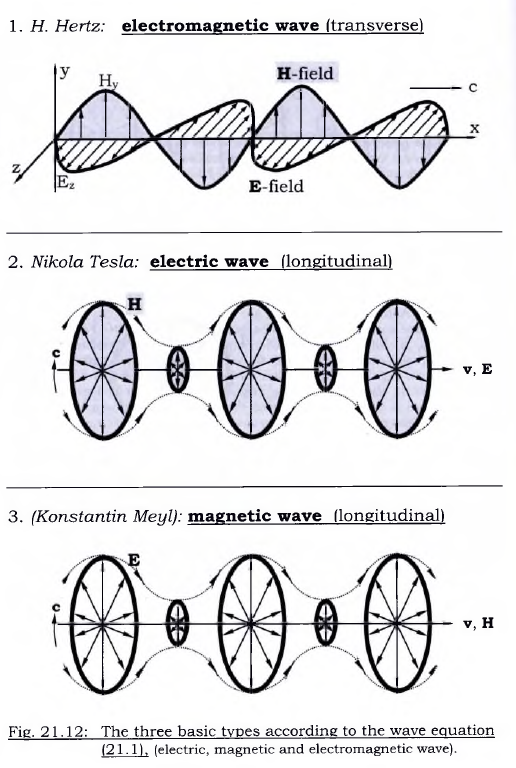 1. H. Hertz: electromagnetic wave (transverse)
y
Hy
H-field
c
x
z
Ez
E-field
2. Nikola Tesla: electric wave (longitudinal)
H
c
v, E
3. (Konstantin Meyl): magnetic wave (longitudinal)
E
c
v, H
Fig. 21.12: The three basic types according to the wave equation
(21.1), (electric, magnetic and electromagnetic wave).